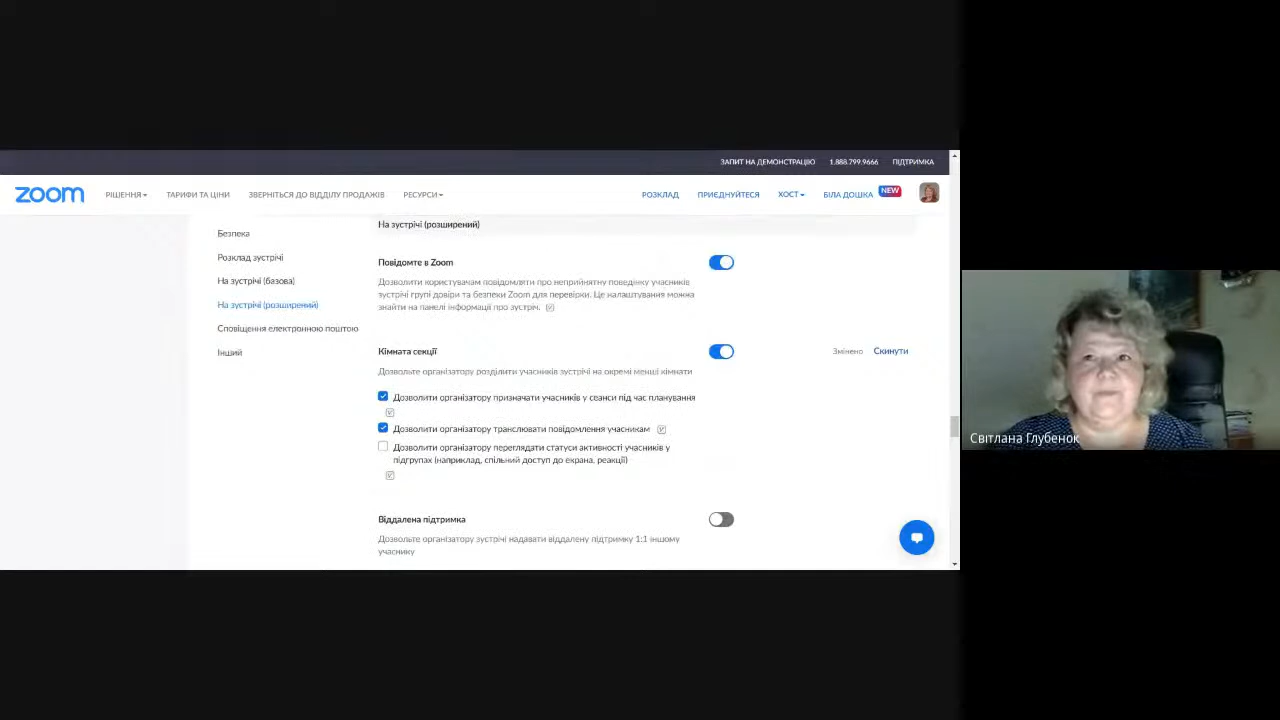 ЗАПИТ НА ДЕМОНСТРАЦІЮ 1.888.799.9666 ПІДТРИМКА
zoom РІШЕННЯ ТАРИФИ ТА ЦІНИ ЗВЕРНІТЬСЯ ДО ВІДДІЛУ ПРОДАЖІВ РЕСУРСИ РОЗКЛАД ПРИЄДНУЙТЕСЯ ХОСТ БІЛА ДОШКА NEW
Безпека
Розклад зустрічі
На зустрічі (базова)
На зустрічі (розширений)
Сповіщення електронною поштою
Інший
На зустрічі (розширений)
Повідомте в Zoom
Дозволити користувачам повідомляти про неприйнятну поведінку учасників
зустрічі групі довіри та безпеки Zoom для перевірки. Це налаштування можна
знайти на панелі інформації про зустріч.
Кімната секції
Змінено Скинути
Дозвольте організатору розділити учасників зустрічі на окремі менші кімнати
Дозволити організатору призначати учасників у сеанси під час планування
Дозволити організатору транслювати повідомлення учасникам
Дозволити організатору переглядати статуси активності учасників у
підгрупах (наприклад, спільний доступ до екрана, реакції)
Віддалена підтримка
Дозвольте організатору зустрічі надавати віддалену підтримку 1:1 іншому
учаснику
Світлана Глубенок